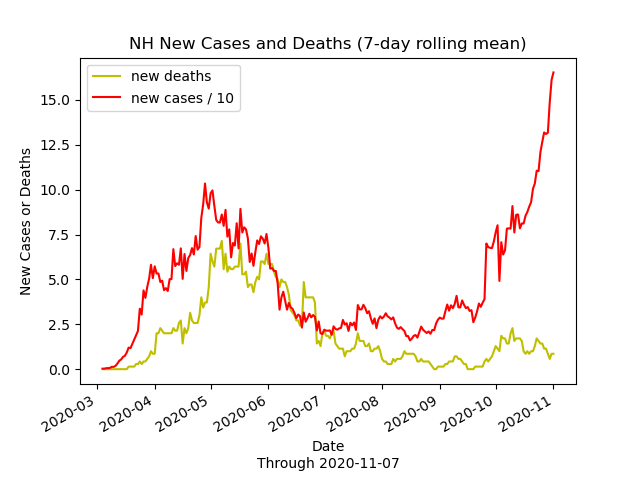 NH New Cases and Deaths (7-day rolling mean)
new deaths
new cases / 10
New Cases or Deaths
15.0
12.5
10.0
7.5
5.0
2.5
0.0
2020-03
2020-04
2020-05
2020-06
2020-07
2020-08
2020-09
2020-10
2020-11
Date
Through 2020-11-07